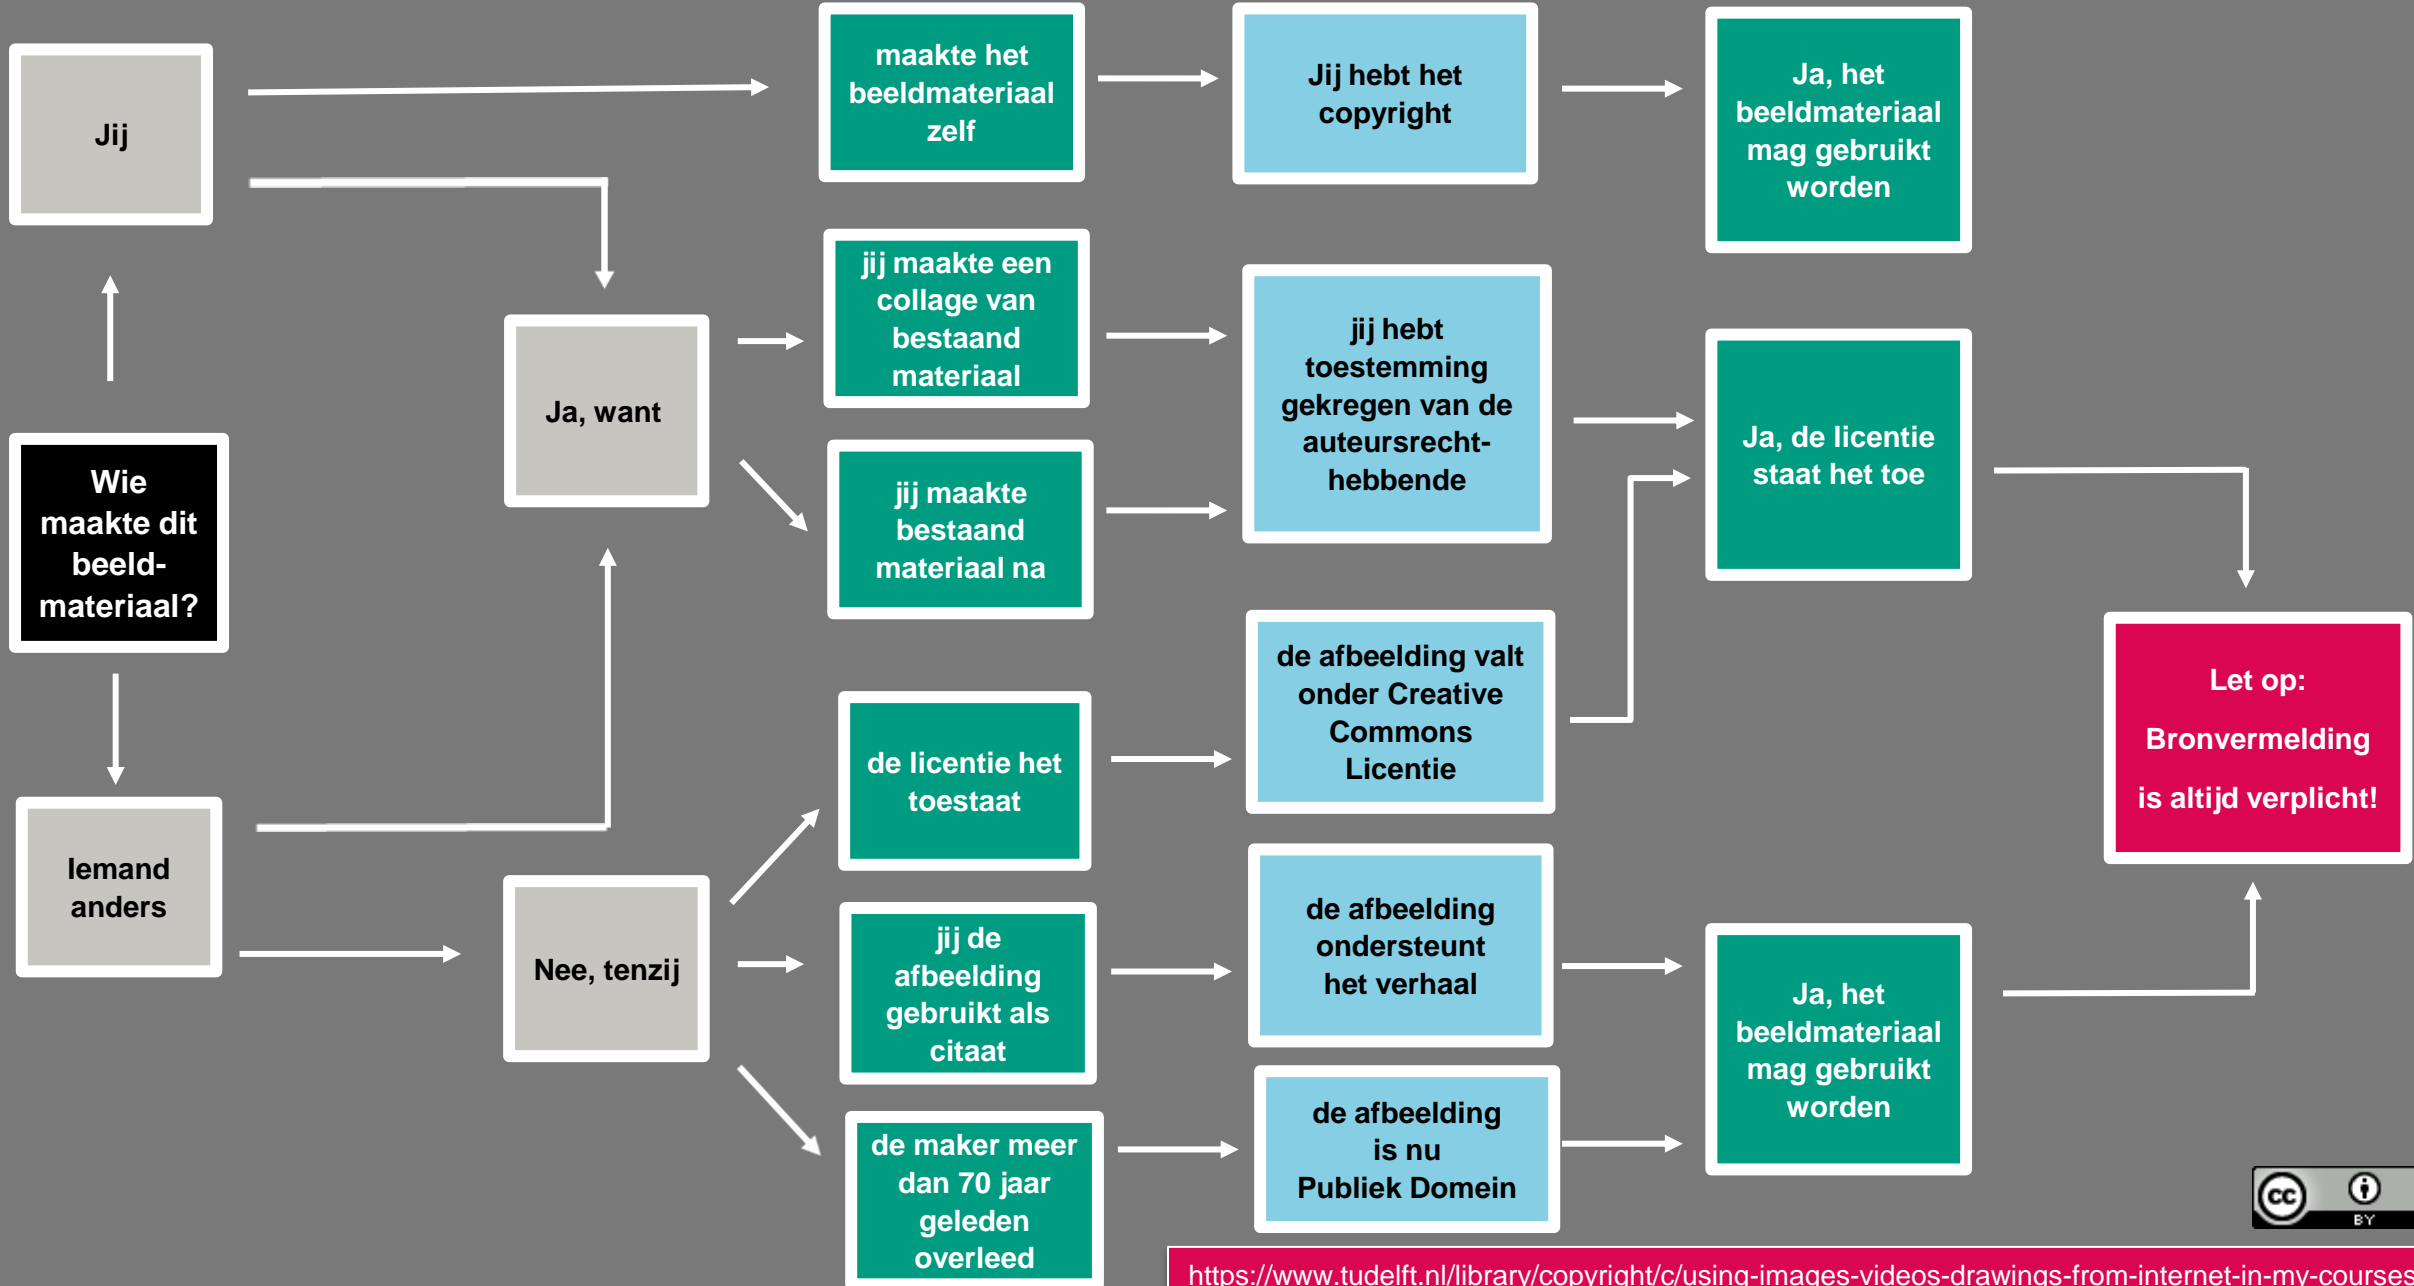 Jij
Wie
maakte dit
beeld-
materiaal?
Iemand
anders
Ja, want
Nee, tenzij
maakte het
beeldmateriaal
zelf
jij maakte een
collage van
bestaand
materiaal
jij maakte
bestaand
materiaal na
de licentie het
toestaat
jij de
afbeelding
gebruikt als
citaat
de maker meer
dan 70 jaar
geleden
overleed
Jij hebt het
copyright
jij hebt
toestemming
gekregen van de
auteursrecht-
hebbende
de afbeelding valt
onder Creative
Commons
Licentie
de afbeelding
ondersteunt
het verhaal
de afbeelding
is nu
Publiek Domein
Ja, het
beeldmateriaal
mag gebruikt
worden
Ja, de licentie
staat het toe
Ja, het
beeldmateriaal
mag gebruikt
worden
Let op:
Bronvermelding
is altijd verplicht!
cc
BY
https://www.tudelft.nl/library/copyright/c/using-images-videos-drawings-from-internet-in-my-courses